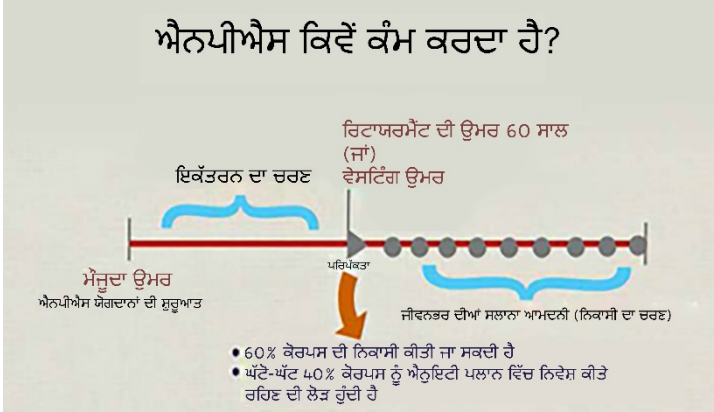 ਐਨਪੀਐਸ ਕਿਵੇਂ ਕੰਮ ਕਰਦਾ ਹੈ?
ਰਿਟਾਯਰਮੈਂਟ ਦੀ ਉਮਰ 60 ਸਾਲ
(ਜਾਂ)
ਵੇਸਟਿੰਗ ਉਮਰ
ਇਕੱਤਰਨ ਦਾ ਚਰਣ
ਪਰਿਪੱਕਤਾ
ਮੌਜੂਦਾ ਉਮਰ
ਐਨਪੀਐਸ ਯੋਗਦਾਨਾਂ ਦੀ ਸ਼ੁਰੂਆਤ
ਜੀਵਨਭਰ ਦੀਆਂ ਸਲਾਨਾ ਆਮਦਨੀ (ਨਿਕਾਸੀ ਦਾ ਚਰਣ)
• 60% ਕੋਰਪਸ ਦੀ ਨਿਕਾਸੀ ਕੀਤੀ ਜਾ ਸਕਦੀ ਹੈ
• ਘੱਟੋ-ਘੱਟ 40% ਕੋਰਪਸ ਨੂੰ ਐਨੁਇਟੀ ਪਲਾਨ ਵਿੱਚ ਨਿਵੇਸ਼ ਕੀਤੇ
ਰਹਿਣ ਦੀ ਲੋੜ ਹੁੰਦੀ ਹੈ